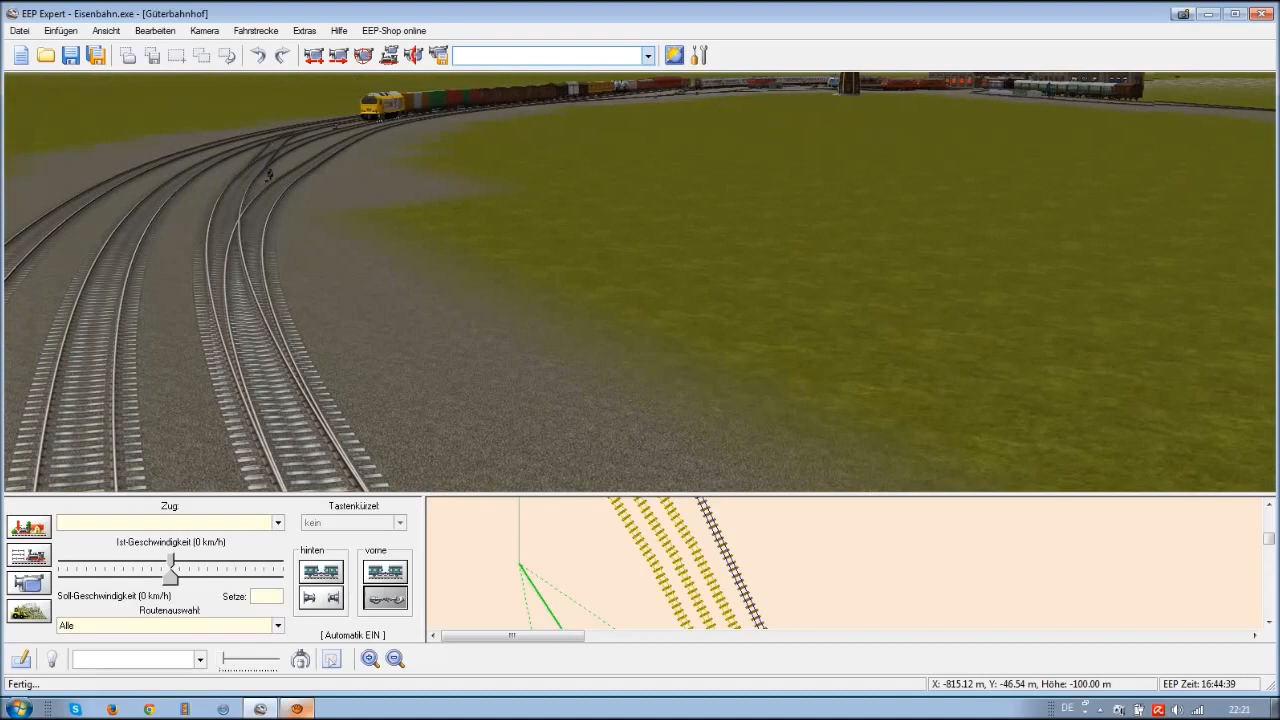 EEP Expert - Eisenbahn.exe - [Güterbahnhof]
Datei Einfügen Ansicht Bearbeiten Kamera Fahrstrecke Extras Hilfe EEP-Shop online
Zug:
Tastenkürzel:
kein
Ist-Geschwindigkeit (0 km/h)
hinten
vorne
Soll-Geschwindigkeit (0 km/h)
Setze:
Routenauswahl:
Alle
[ Automatik EIN ]
Fertig...
X: -815.12 m, Y: -46.54 m, Höhe: -100.00 m
EEP Zeit: 16:44:39
DE
22:21